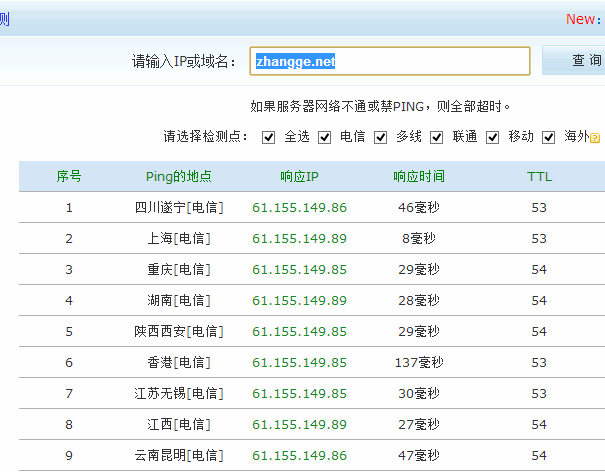 测
New：
请输入IP或域名： zhangge.net 查 询
如果服务器网络不通或禁PING，则全部超时。
请选择检测点： 全选 电信 多线 联通 移动 海外
序号 Ping的地点 响应IP 响应时间 TTL
1 四川遂宁[电信] 61.155.149.86 46毫秒 53
2 上海[电信] 61.155.149.89 8毫秒 53
3 重庆[电信] 61.155.149.85 29毫秒 54
4 湖南[电信] 61.155.149.89 28毫秒 54
5 陕西西安[电信] 61.155.149.85 29毫秒 54
6 香港[电信] 61.155.149.85 137毫秒 53
7 江苏无锡[电信] 61.155.149.85 30毫秒 53
8 江西[电信] 61.155.149.89 27毫秒 54
9 云南昆明[电信] 61.155.149.86 47毫秒 54